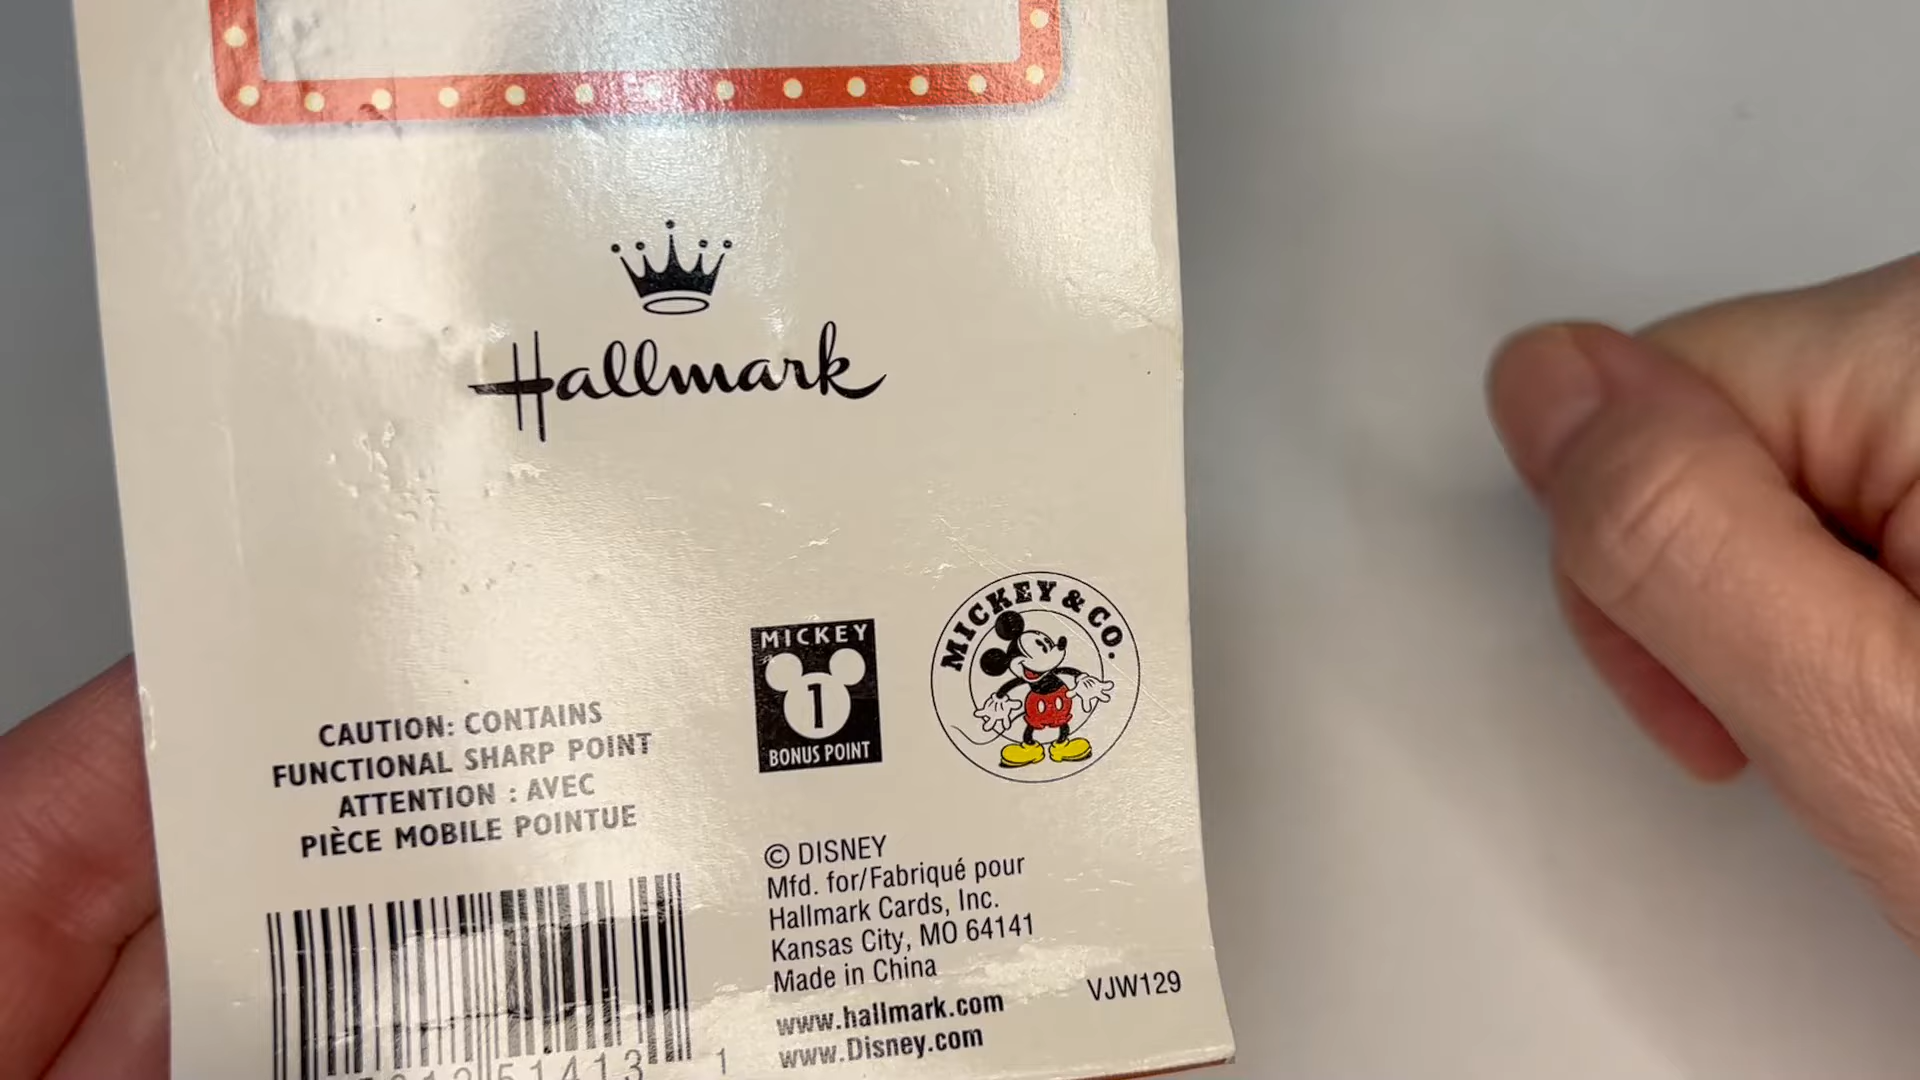 Hallmark
MICKEY & CO.
MICKEY
1
BONUS POINT
CAUTION: CONTAINS
FUNCTIONAL SHARP POINT
ATTENTION : AVEC
PIÈCE MOBILE POINTUE
© DISNEY
Mfd. for/Fabriqué pour
Hallmark Cards, Inc.
Kansas City, MO 64141
Made in China
www.hallmark.com
www.Disney.com
VJW129
51413 1